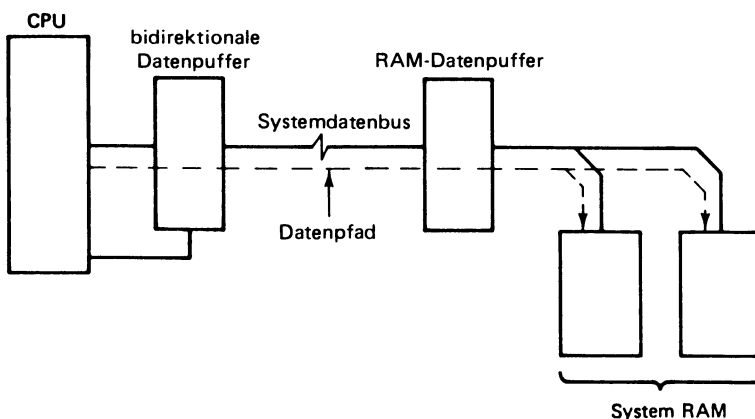 CPU
bidirektionale
Datenpuffer
RAM-Datenpuffer
Systemdatenbus
Datenpfad
System RAM